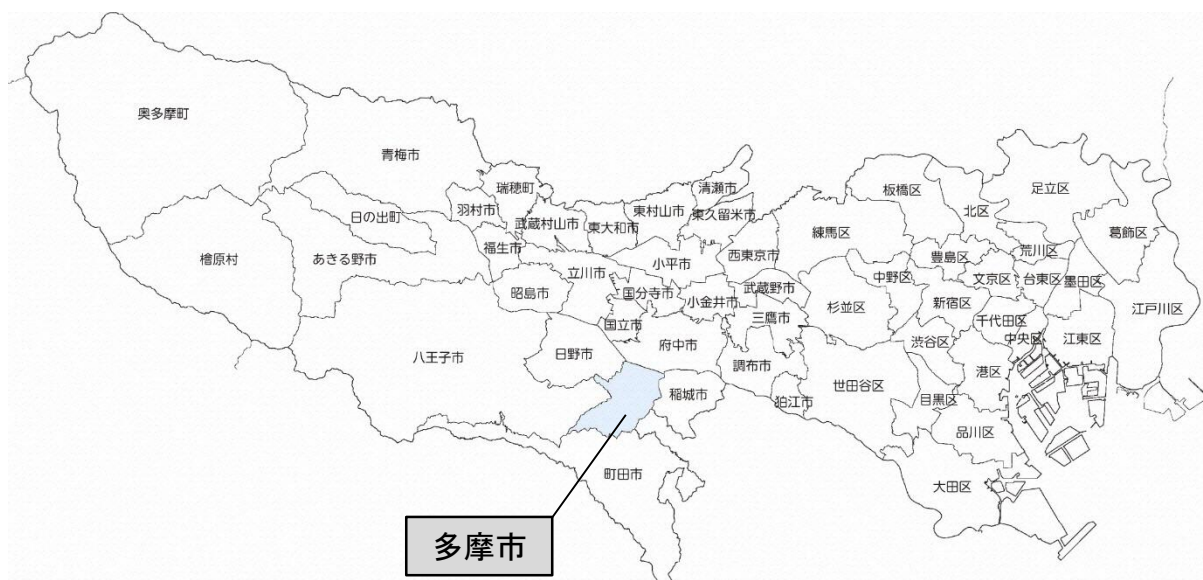 奥多摩町
青梅市
瑞穂町
清瀬市
板橋区
足立区
羽村市
日の出町
武蔵村山市
東大和市
東村山市
東久留米市
北区
練馬区
葛飾区
檜原村
あきる野市
福生市
立川市
小平市
西東京市
豊島区
荒川区
昭島市
国分寺市
小金井市
武蔵野市
中野区
文京区
台東区
墨田区
杉並区
新宿区
江戸川区
国立市
三鷹市
千代田区
八王子市
日野市
府中市
渋谷区
中央区
江東区
調布市
世田谷区
港区
稲城市
狛江市
目黒区
品川区
町田市
大田区
多摩市